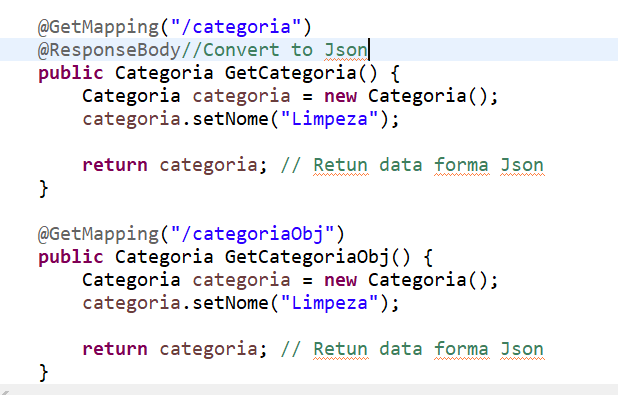 @GetMapping("/categoria")
@ResponseBody//Convert to Json
public Categoria GetCategoria() {
Categoria categoria = new Categoria();
categoria.setNome("Limpeza");
return categoria; // Retun data forma Json
}
@GetMapping("/categoriaObj")
public Categoria GetCategoriaObj() {
Categoria categoria = new Categoria();
categoria.setNome("Limpeza");
return categoria; // Retun data forma Json
}